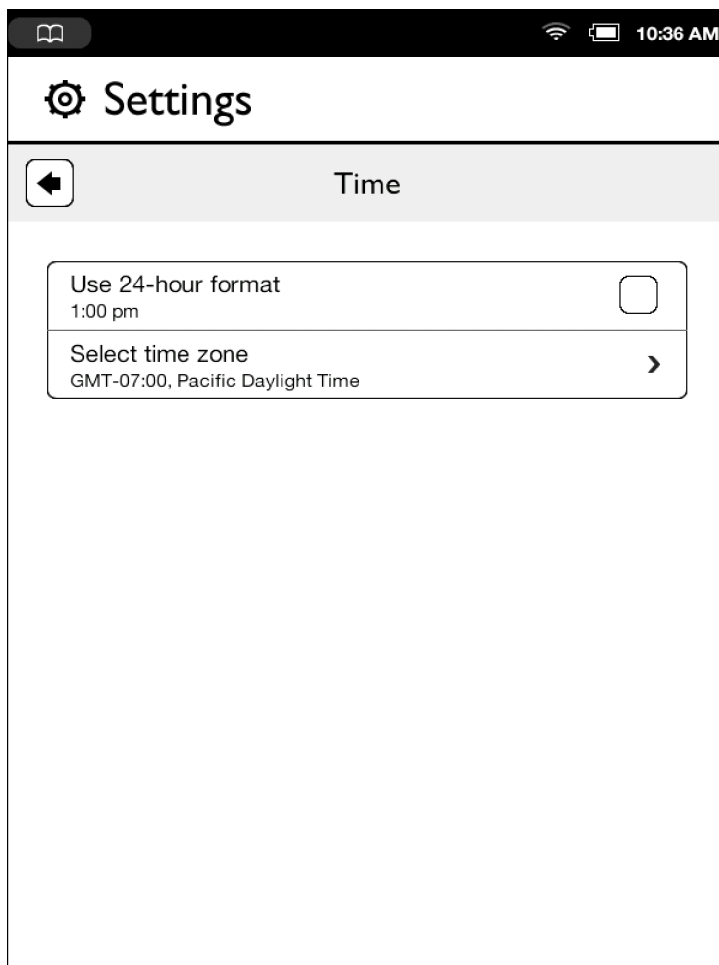 10:36 AM
Settings
Time
Use 24-hour format
1:00 pm
Select time zone
GMT-07:00, Pacific Daylight Time